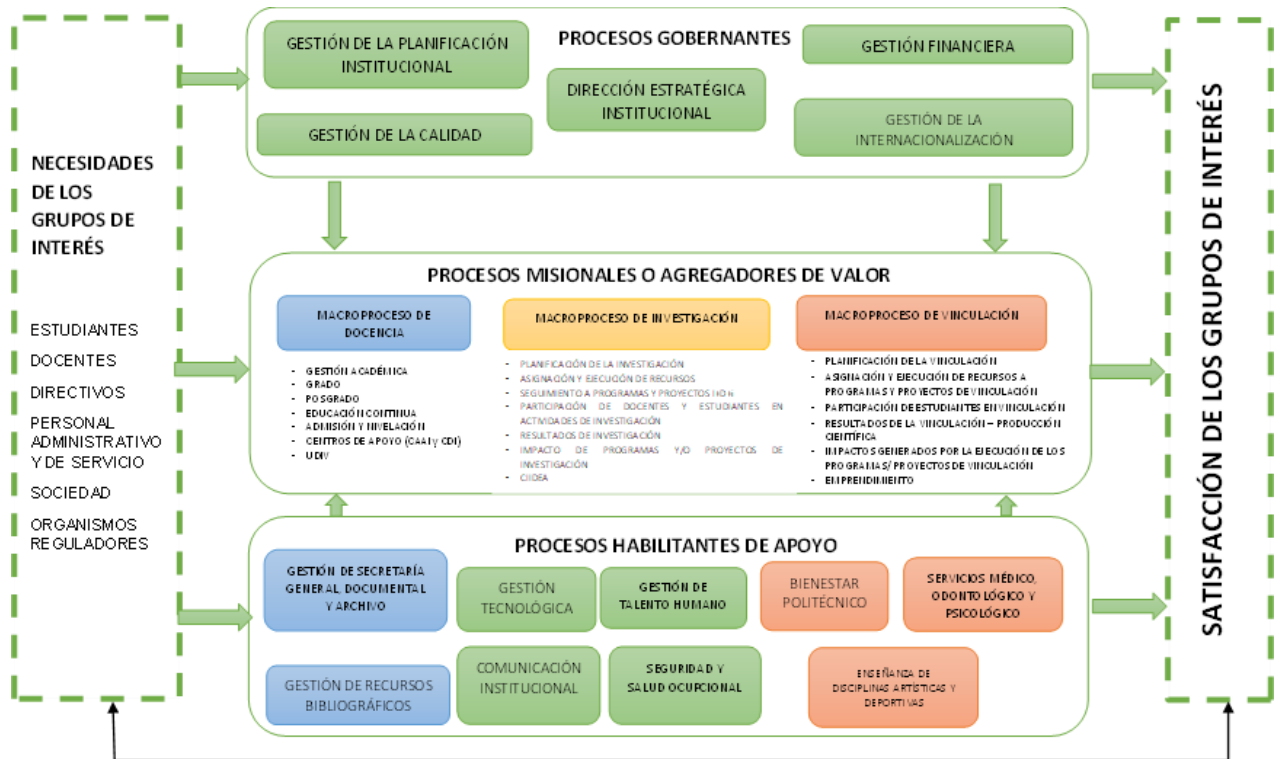 NECESIDADES
DE LOS
GRUPOS DE
INTERÉS
ESTUDIANTES
DOCENTES
DIRECTIVOS
PERSONAL
ADMINISTRATIVO
Y DE SERVICIO
SOCIEDAD
ORGANISMOS
REGULADORES
PROCESOS GOBERNANTES
GESTIÓN DE LA PLANIFICACIÓN
INSTITUCIONAL
GESTIÓN DE LA CALIDAD
DIRECCIÓN ESTRATÉGICA
INSTITUCIONAL
GESTIÓN FINANCIERA
GESTIÓN DE LA
INTERNACIONALIZACIÓN
PROCESOS MISIONALES O AGREGADORES DE VALOR
MACROPROCESO DE
DOCENCIA
- GESTIÓN ACADÉMICA
- GRADO
- POSGRADO
- EDUCACIÓN CONTINUA
- ADMISIÓN Y NIVELACIÓN
- CENTROS DE APOYO (CAAI y CDI)
- UDIV
MACROPROCESO DE INVESTIGACIÓN
- PLANIFICACIÓN DE LA INVESTIGACIÓN
- ASIGNACIÓN Y EJECUCIÓN DE RECURSOS
- SEGUIMIENTO A PROGRAMAS Y PROYECTOS
- PARTICIPACIÓN DE DOCENTES Y ESTUDIANTES EN
ACTIVIDADES DE INVESTIGACIÓN
- RESULTADOS DE INVESTIGACIÓN
- IMPACTO DE PROGRAMAS Y/O PROYECTOS DE
INVESTIGACIÓN
- CIIDEA
MACROPROCESO DE VINCULACIÓN
- PLANIFICACIÓN DE LA VINCULACIÓN
- ASIGNACIÓN Y EJECUCIÓN DE RECURSOS A
PROGRAMAS Y PROYECTOS DE VINCULACIÓN
- PARTICIPACIÓN DE ESTUDIANTES EN VINCULACIÓN
- RESULTADOS DE LA VINCULACIÓN – PRODUCCIÓN
CIENTÍFICA
- IMPACTOS GENERADOS POR LA EJECUCIÓN DE LOS
PROGRAMAS/ PROYECTOS DE VINCULACIÓN
- EMPRENDIMIENTO
PROCESOS HABILITANTES DE APOYO
GESTIÓN DE SECRETARÍA
GENERAL, DOCUMENTAL
Y ARCHIVO
GESTIÓN
TECNOLÓGICA
GESTIÓN DE
TALENTO HUMANO
BIENESTAR
POLITÉCNICO
SERVICIOS MÉDICO,
ODONTOLÓGICO Y
PSICOLÓGICO
GESTIÓN DE RECURSOS
BIBLIOGRÁFICOS
COMUNICACIÓN
INSTITUCIONAL
SEGURIDAD Y
SALUD OCUPCIONAL
ENSEÑANZA DE
DISCIPLINAS ARTÍSTICAS Y
DEPORTIVAS
SATISFACCIÓN DE LOS GRUPOS DE INTERÉS